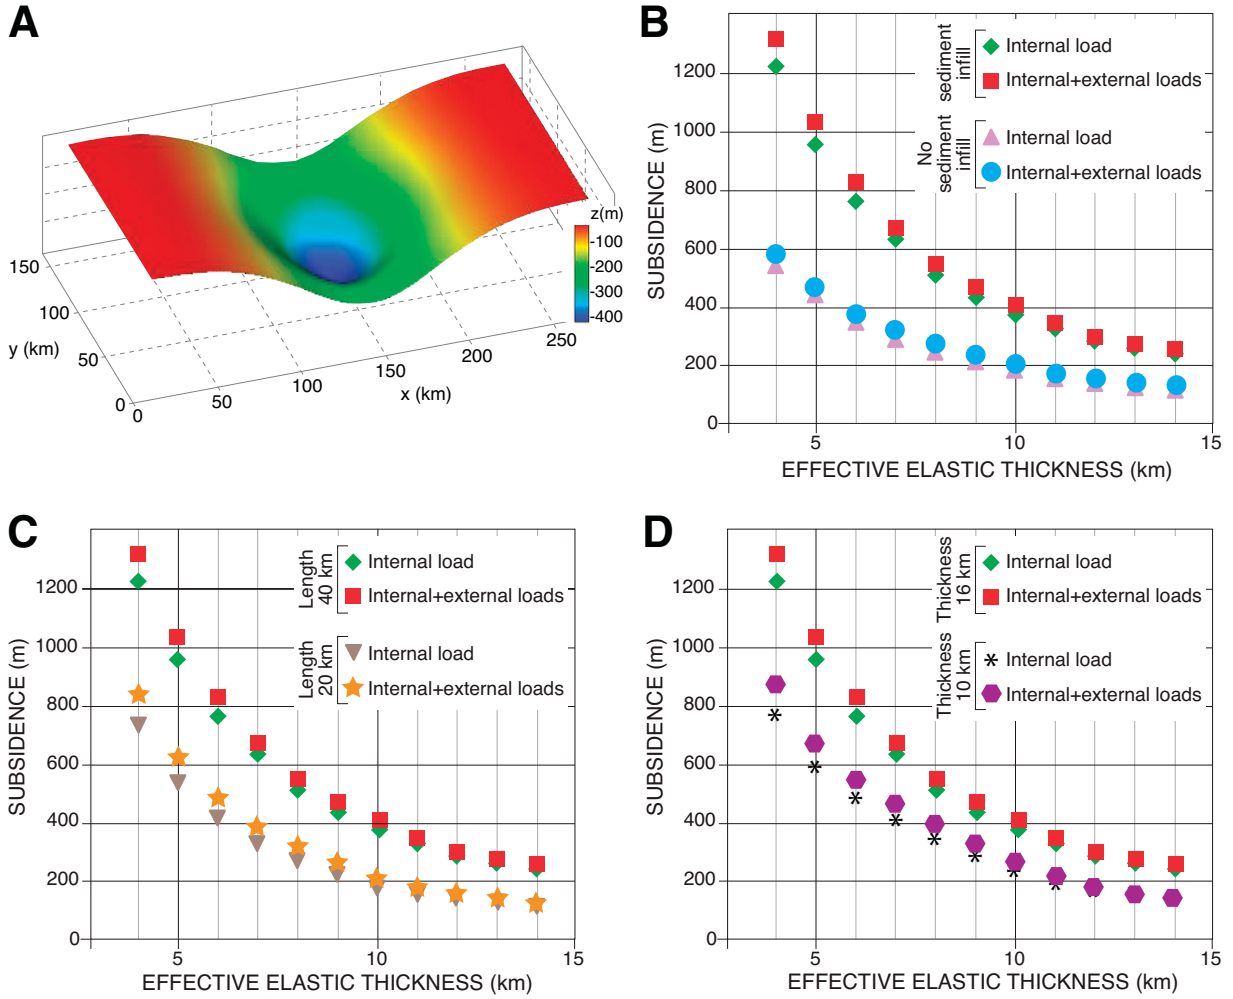 A
z(m)
-100
-200
-300
-400
150
100
50
0
y (km)
0
50
100
150
200
250
x (km)
B
sediment
infill
Internal load
Internal+external loads
No
sediment
infill
Internal load
Internal+external loads
1200
1000
800
600
400
200
0
SUBSIDENCE (m)
5
10
15
EFFECTIVE ELASTIC THICKNESS (km)
C
Length
40 km
Internal load
Internal+external loads
Length
20 km
Internal load
Internal+external loads
1200
1000
800
600
400
200
0
SUBSIDENCE (m)
5
10
15
EFFECTIVE ELASTIC THICKNESS (km)
D
Thickness
16 km
Internal load
Internal+external loads
Thickness
10 km
Internal load
Internal+external loads
1200
1000
800
600
400
200
0
SUBSIDENCE (m)
5
10
15
EFFECTIVE ELASTIC THICKNESS (km)